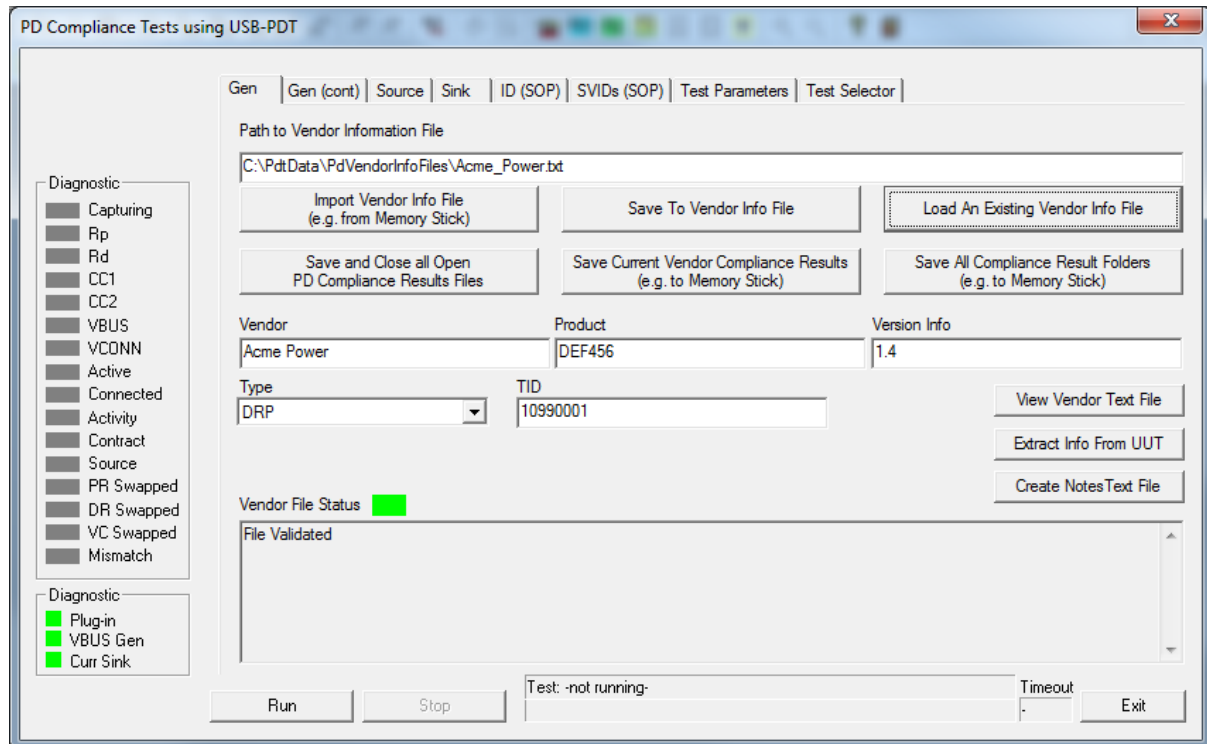 PD Compliance Tests using USB-PDT
x
Gen
Gen (cont)
Source
Sink
ID (SOP)
SVIDs (SOP)
Test Parameters
Test Selector
Path to Vendor Information File
C:\PdtData\PdVendorInfoFiles\Acme_Power.txt
Import Vendor Info File
(e.g. from Memory Stick)
Save To Vendor Info File
Load An Existing Vendor Info File
Save and Close all Open
PD Compliance Results Files
Save Current Vendor Compliance Results
(e.g. to Memory Stick)
Save All Compliance Result Folders
(e.g. to Memory Stick)
Vendor
Product
Version Info
Acme Power
DEF456
1.4
Type
TID
DRP
10990001
View Vendor Text File
Extract Info From UUT
Create NotesText File
Vendor File Status
File Validated
Diagnostic
Capturing
Rp
Rd
CC1
CC2
VBUS
VCONN
Active
Connected
Activity
Contract
Source
PR Swapped
DR Swapped
VC Swapped
Mismatch
Diagnostic
Plug-in
VBUS Gen
Curr Sink
Run
Stop
Test: -not running-
Timeout
-
Exit